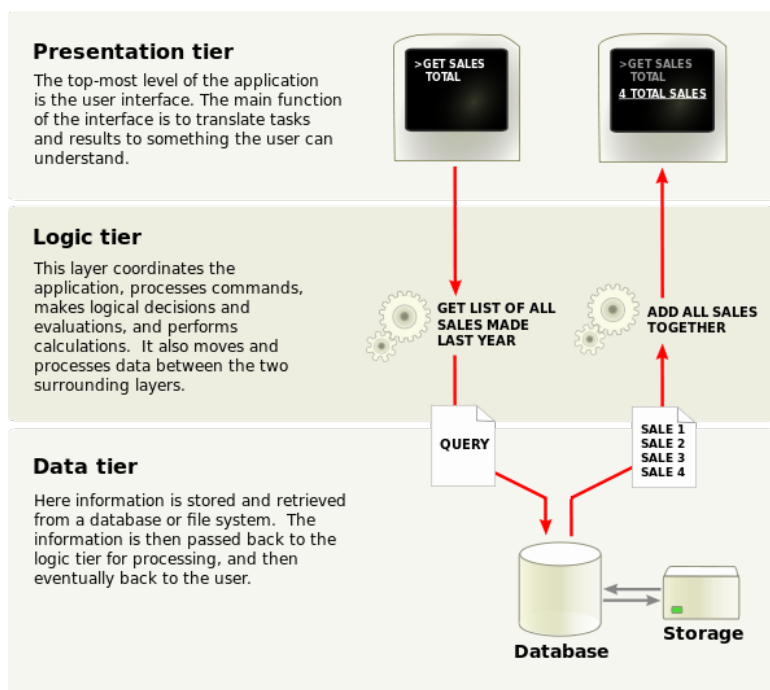 Presentation tier
The top-most level of the application
is the user interface. The main function
of the interface is to translate tasks
and results to something the user can
understand.
>GET SALES
TOTAL
>GET SALES
TOTAL
4 TOTAL SALES
Logic tier
This layer coordinates the
application, processes commands,
makes logical decisions and
evaluations, and performs
calculations.  It also moves and
processes data between the two
surrounding layers.
GET LIST OF ALL
SALES MADE
LAST YEAR
ADD ALL SALES
TOGETHER
Data tier
Here information is stored and retrieved
from a database or file system.  The
information is then passed back to the
logic tier for processing, and then
eventually back to the user.
QUERY
SALE 1
SALE 2
SALE 3
SALE 4
Database
Storage